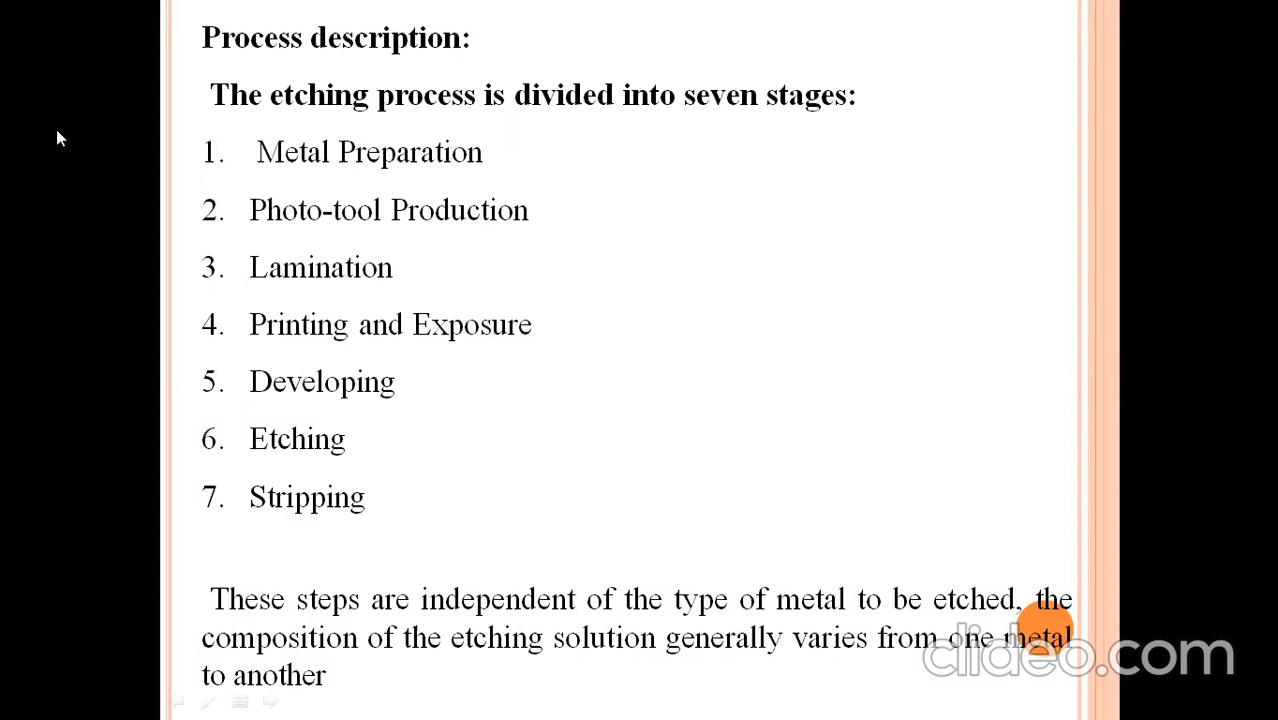 Process description:
The etching process is divided into seven stages:
1. Metal Preparation
2. Photo-tool Production
3. Lamination
4. Printing and Exposure
5. Developing
6. Etching
7. Stripping
These steps are independent of the type of metal to be etched, the
composition of the etching solution generally varies from one metal
to another
clideo.com